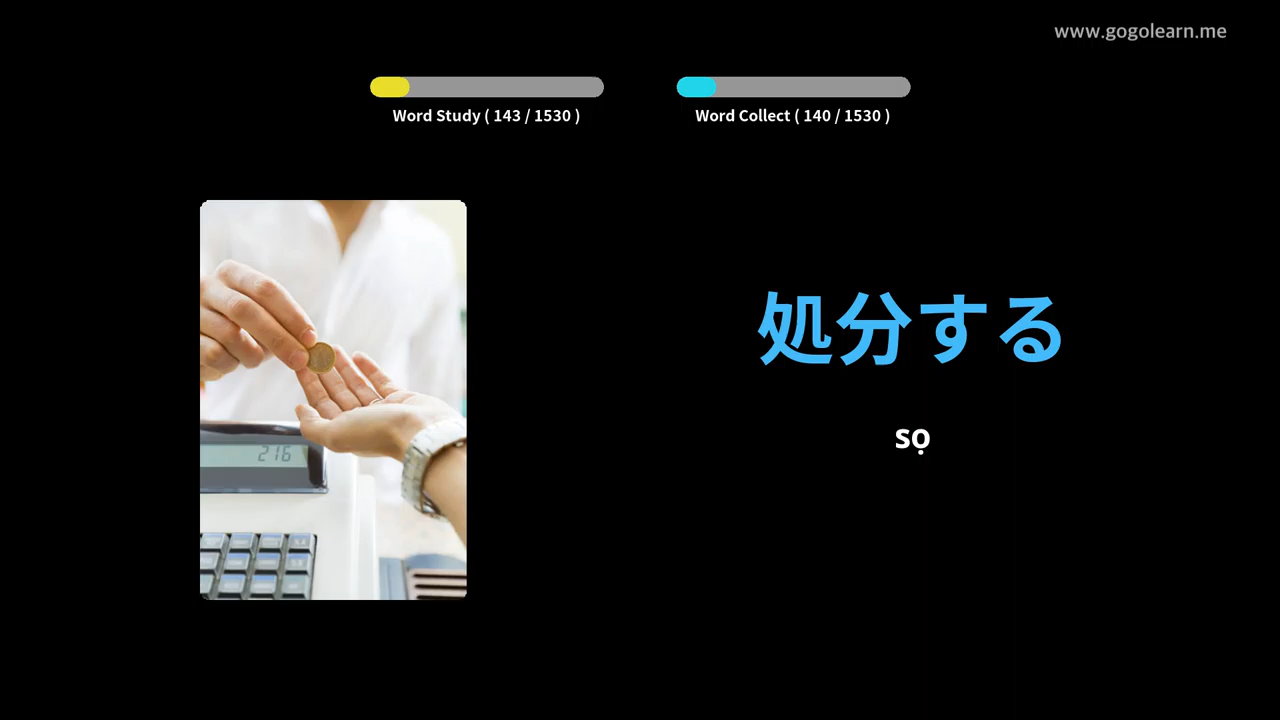 www.gogolearn.me
Word Study ( 143 / 1530 )
Word Collect ( 140 / 1530 )
処分する
sọ
216